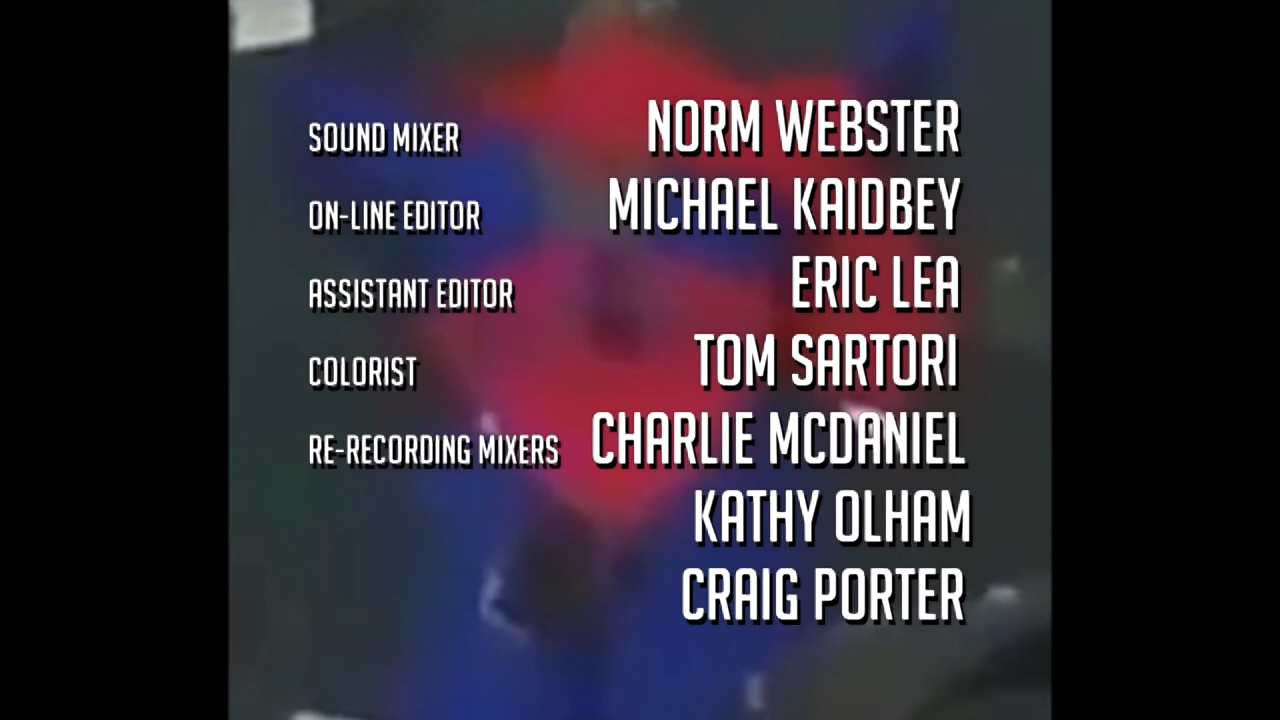 SOUND MIXER NORM WEBSTER
ON-LINE EDITOR MICHAEL KAIDBEY
ASSISTANT EDITOR ERIC LEA
COLORIST TOM SARTORI
RE-RECORDING MIXERS CHARLIE MCDANIEL
KATHY OLHAM
CRAIG PORTER